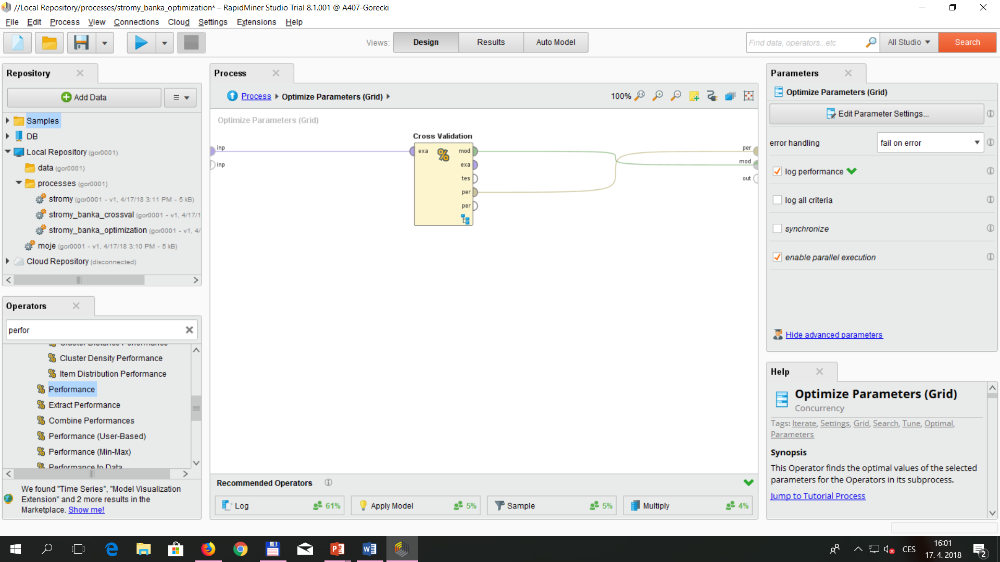 //Local Repository/processes/stromy_banka_optimization* – RapidMiner Studio Trial 8.1.001 @ A407-Gorecki
File Edit Process View Connections Cloud Settings Extensions Help
Views: Design Results Auto Model
Find data, operators...etc All Studio Search
Repository
Add Data
Samples
DB
Local Repository (gor0001)
data (gor0001)
processes (gor0001)
stromy (gor0001 - v1, 4/17/18 3:11 PM - 5 kB)
stromy_banka_crossval (gor0001 - v1, 4/17/1
stromy_banka_optimization (gor0001 - v1, 4/
moje (gor0001 - v1, 4/17/18 3:10 PM - 5 kB)
Cloud Repository (disconnected)
Operators
perfor
Cluster Distance Performance
Cluster Density Performance
Item Distribution Performance
Performance
Extract Performance
Combine Performances
Performance (User-Based)
Performance (Min-Max)
Performance to Data
We found "Time Series", "Model Visualization
Extension" and 2 more results in the
Marketplace. Show me!
Process
Process Optimize Parameters (Grid)
100%
Optimize Parameters (Grid)
Cross Validation
inp
inp
exa
mod
exa
tes
per
per
per
mod
out
Recommended Operators
Log 61%
Apply Model 5%
Sample 5%
Multiply 4%
Parameters
Optimize Parameters (Grid)
Edit Parameter Settings...
error handling fail on error
log performance
log all criteria
synchronize
enable parallel execution
Hide advanced parameters
Help
Optimize Parameters (Grid)
Concurrency
Tags: Iterate, Settings, Grid, Search, Tune, Optimal,
Parameters
Synopsis
This Operator finds the optimal values of the selected
parameters for the Operators in its subprocess.
Jump to Tutorial Process
CES
16:01
17. 4. 2018
2